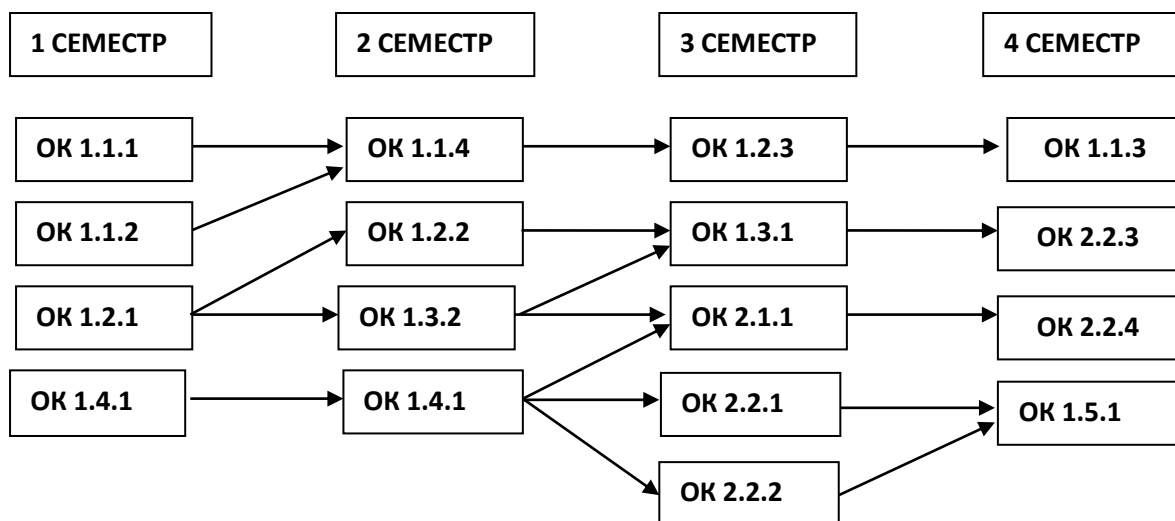 1 СЕМЕСТР
2 СЕМЕСТР
3 СЕМЕСТР
4 СЕМЕСТР
ОК 1.1.1
ОК 1.1.4
ОК 1.2.3
ОК 1.1.3
ОК 1.1.2
ОК 1.2.2
ОК 1.3.1
ОК 2.2.3
ОК 1.2.1
ОК 1.3.2
ОК 2.1.1
ОК 2.2.4
ОК 1.4.1
ОК 1.4.1
ОК 2.2.1
ОК 1.5.1
ОК 2.2.2